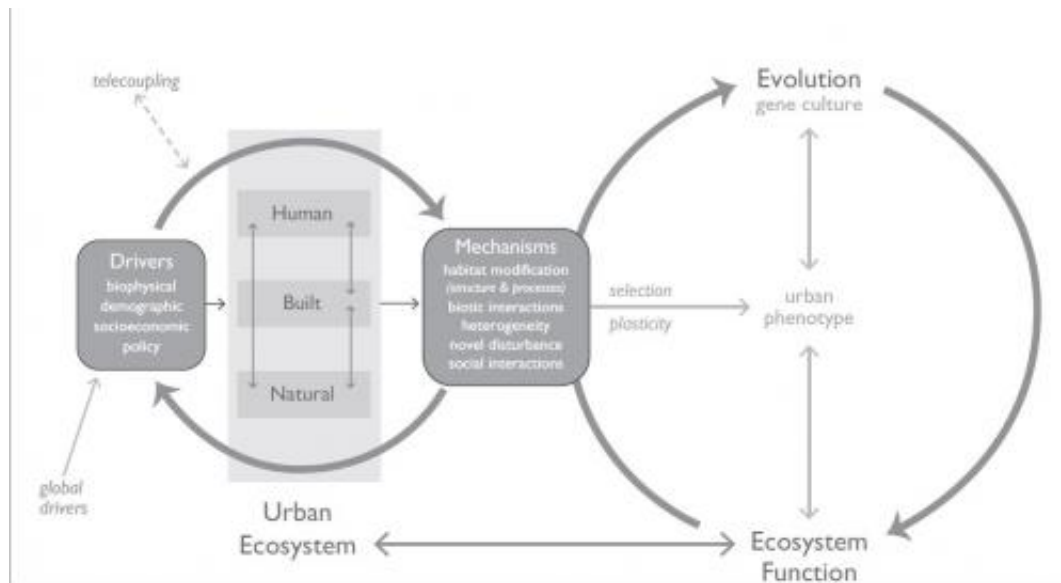 telecoupling
Drivers
biophysical
demographic
socioeconomic
policy
global
drivers
Human
Built
Natural
Urban
Ecosystem
Mechanisms
habitat modification
(structure & processes)
biotic interactions
heterogeneity
novel disturbance
social interactions
selection
plasticity
Evolution
gene culture
urban
phenotype
Ecosystem
Function